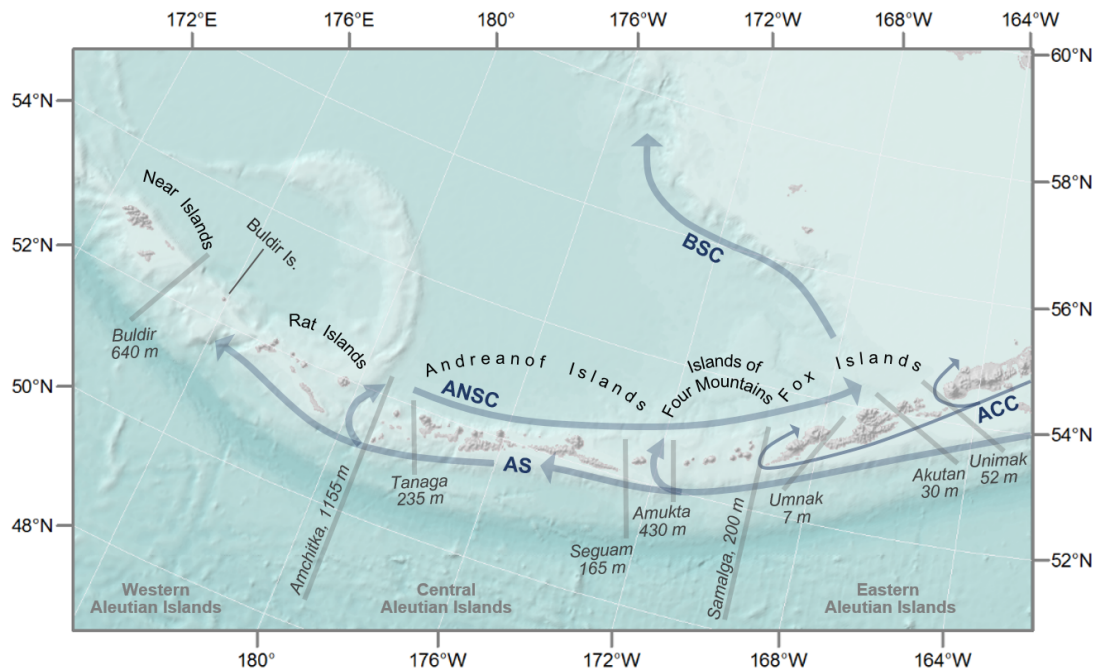 172°E 176°E 180° 176°W 172°W 168°W 164°W
60°N
54°N
58°N
Near Islands
Buldir Is.
BSC
52°N
56°N
Buldir
640 m
Rat Islands
Andreanof Islands
Islands of
Four Mountains
Fox Islands
50°N
ANSC
ACC
54°N
AS
Amchitka, 1155 m
Tanaga
235 m
Seguam
165 m
Amukta
430 m
Samalga, 200 m
Umnak
7 m
Akutan
30 m
Unimak
52 m
48°N
52°N
Western
Aleutian Islands
Central
Aleutian Islands
Eastern
Aleutian Islands
180° 176°W 172°W 168°W 164°W